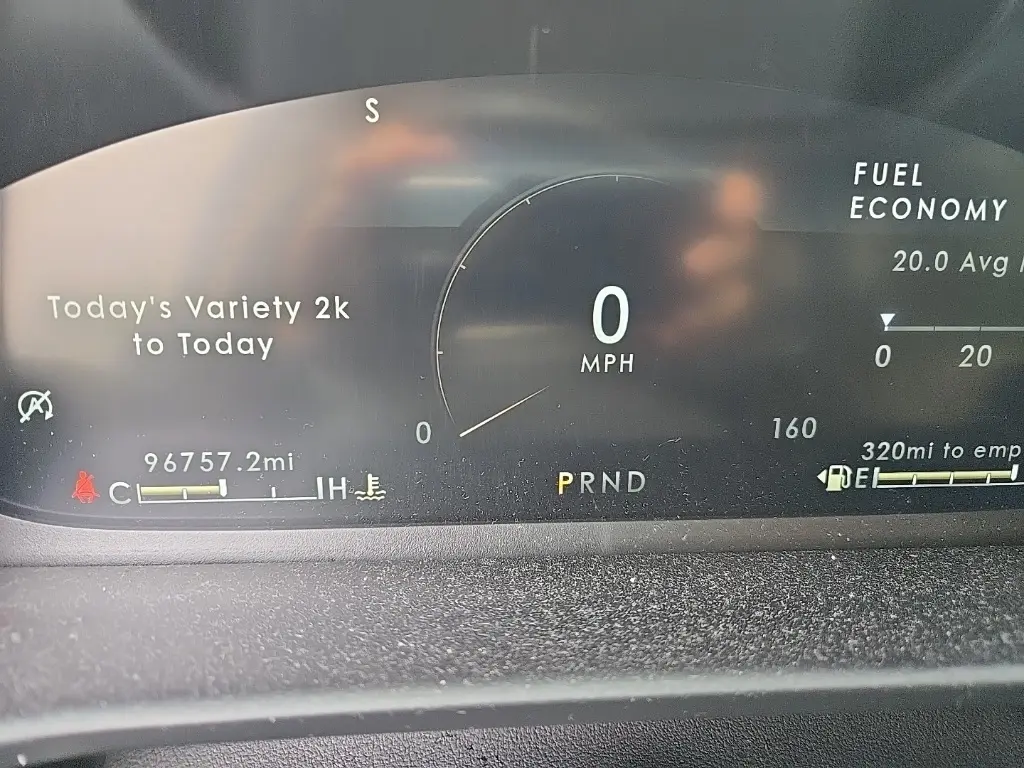 S
FUEL
ECONOMY
20.0 Avg
Today's Variety 2k
to Today
0
MPH
0 20
0
160
96757.2mi
320mi to emp
C H
PRND
E